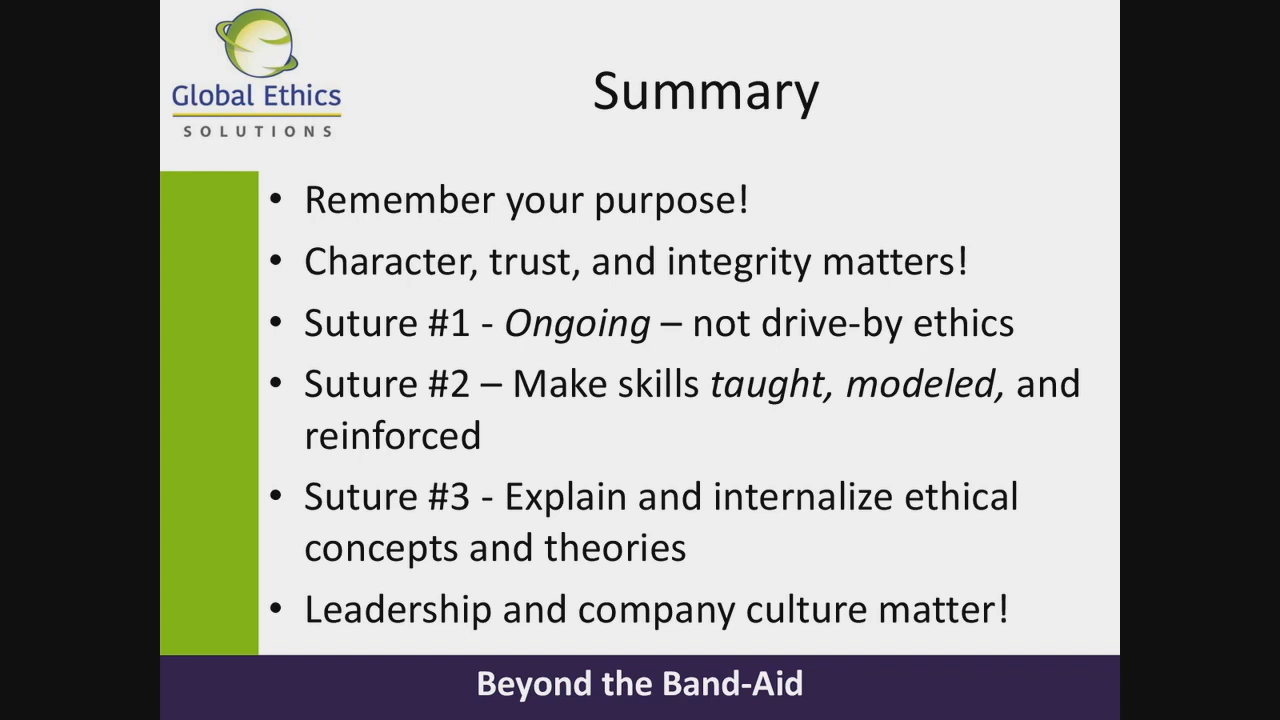 Global Ethics
SOLUTIONS
Summary
• Remember your purpose!
• Character, trust, and integrity matters!
• Suture #1 - Ongoing – not drive-by ethics
• Suture #2 – Make skills taught, modeled, and
reinforced
• Suture #3 - Explain and internalize ethical
concepts and theories
• Leadership and company culture matter!
Beyond the Band-Aid